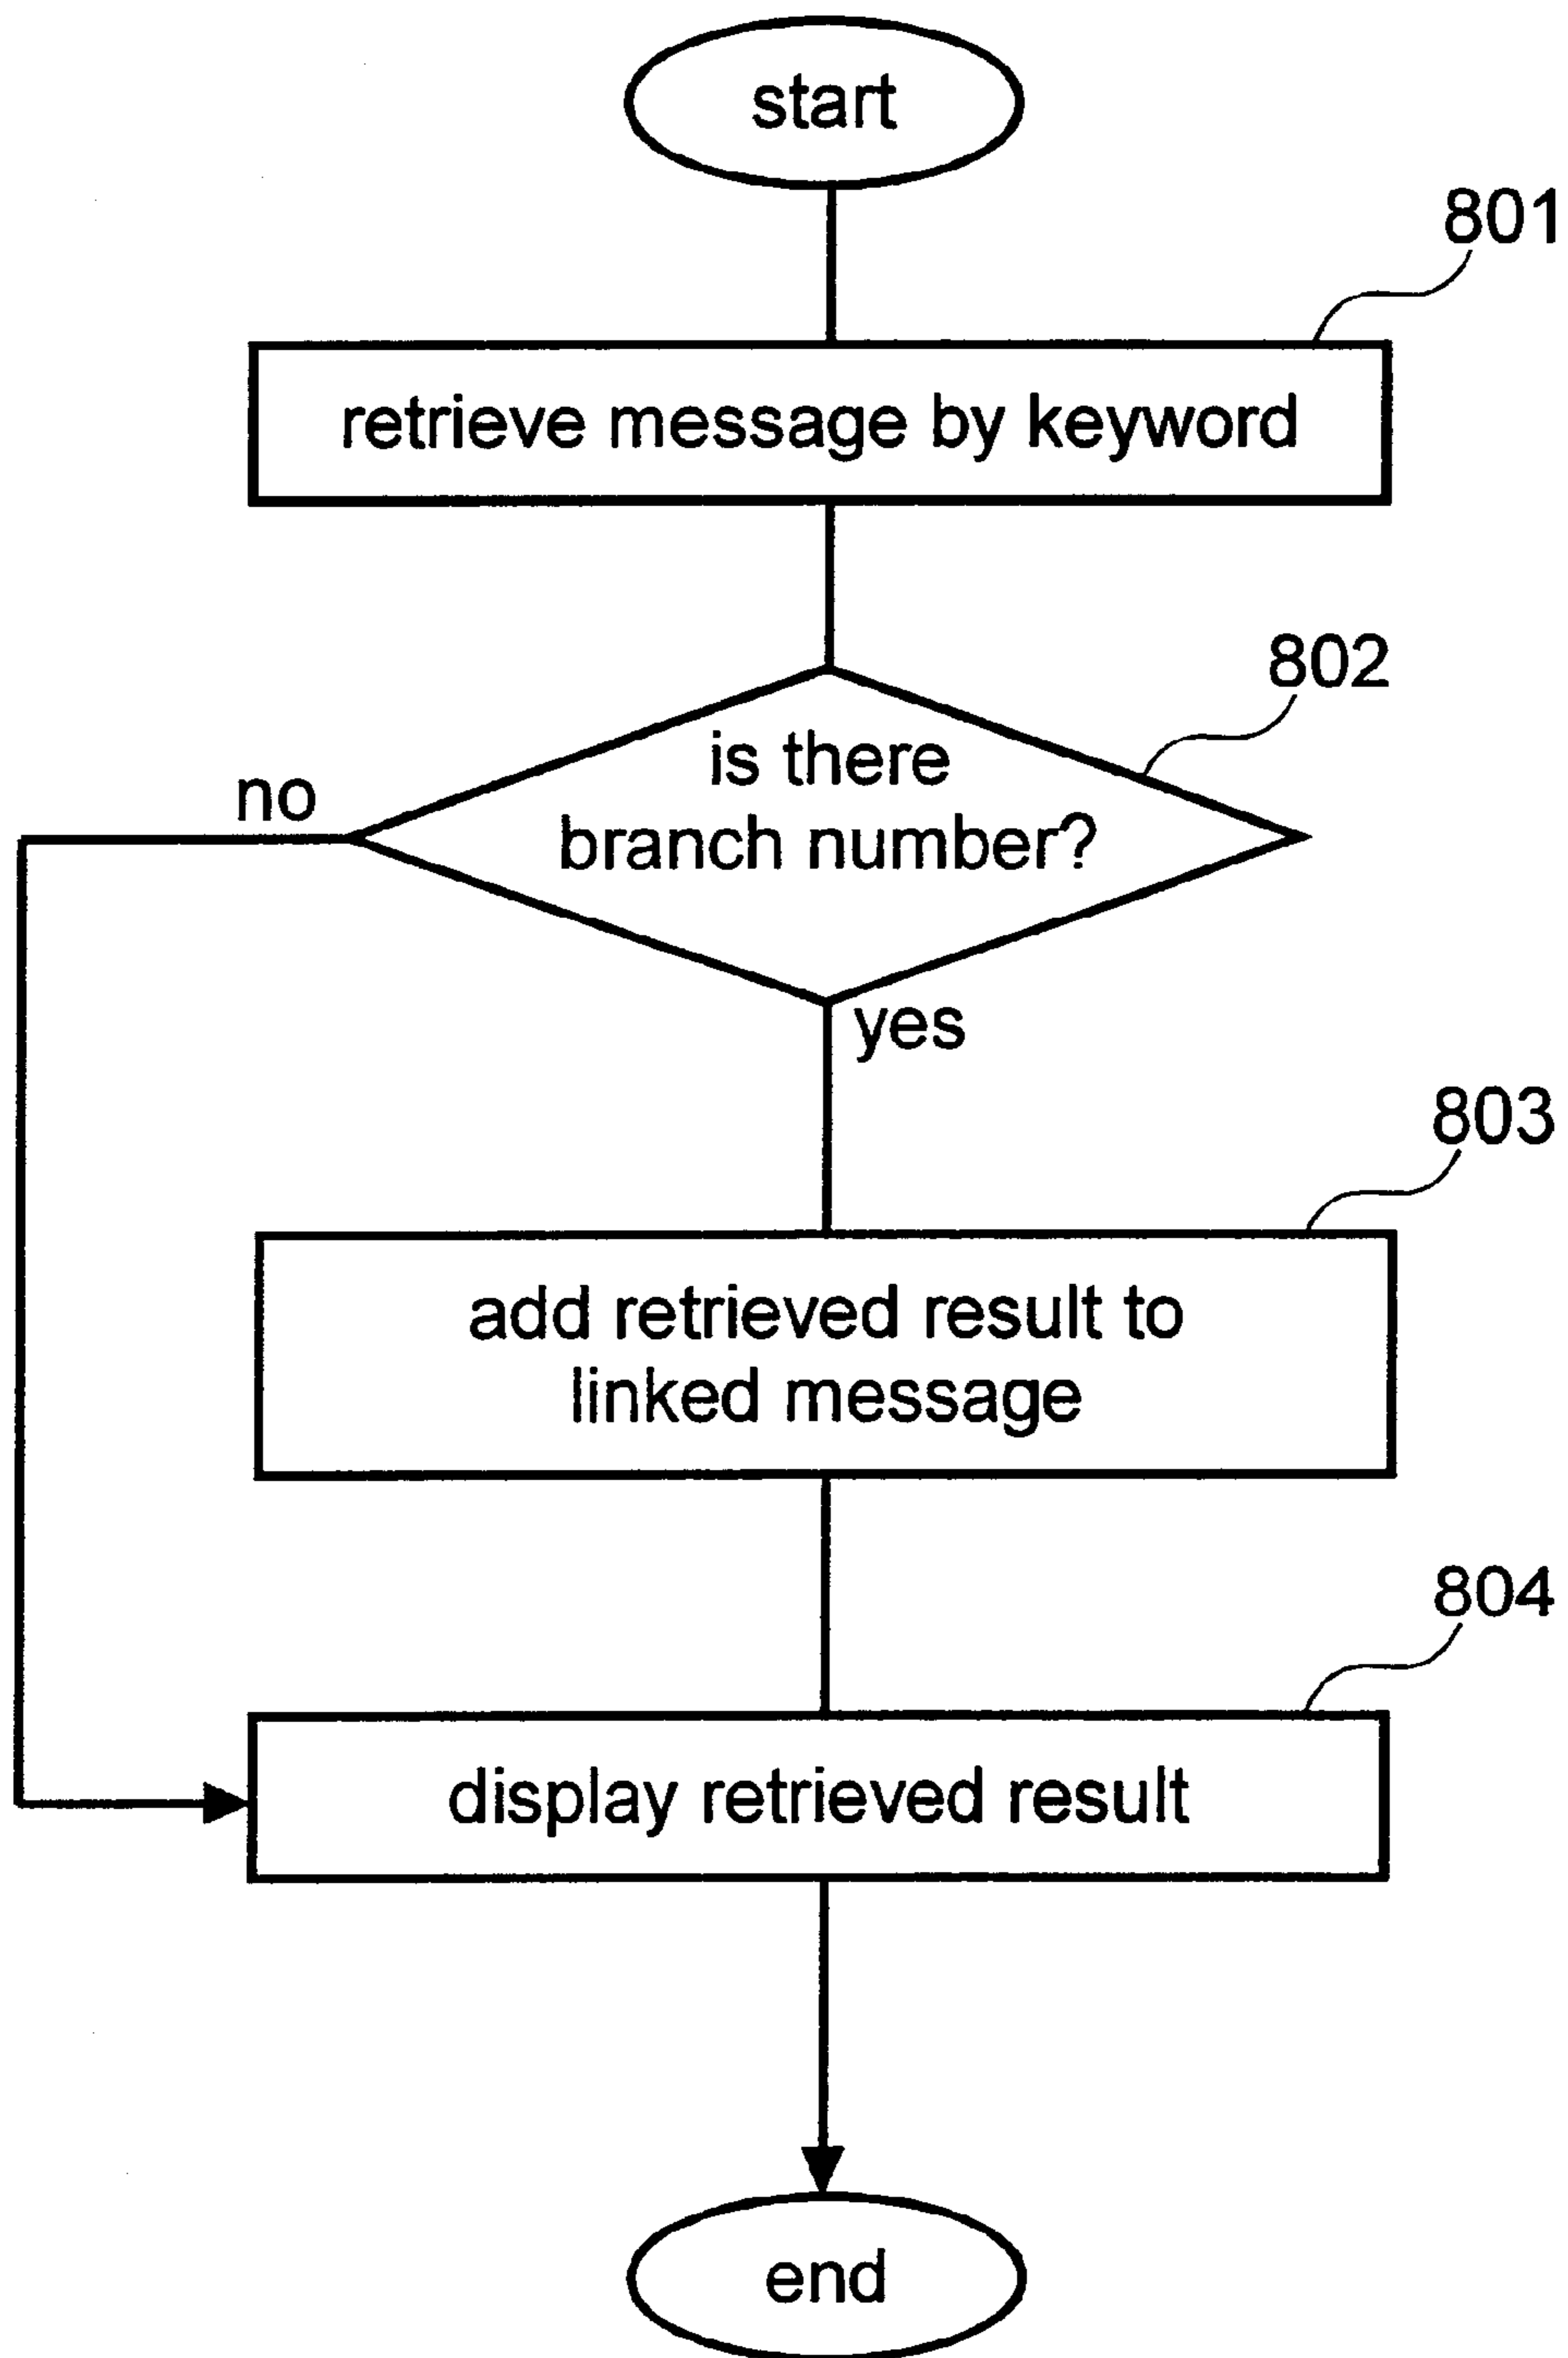 start
801
retrieve message by keyword
802
is there
branch number?
no
yes
803
add retrieved result to
linked message
804
display retrieved result
end